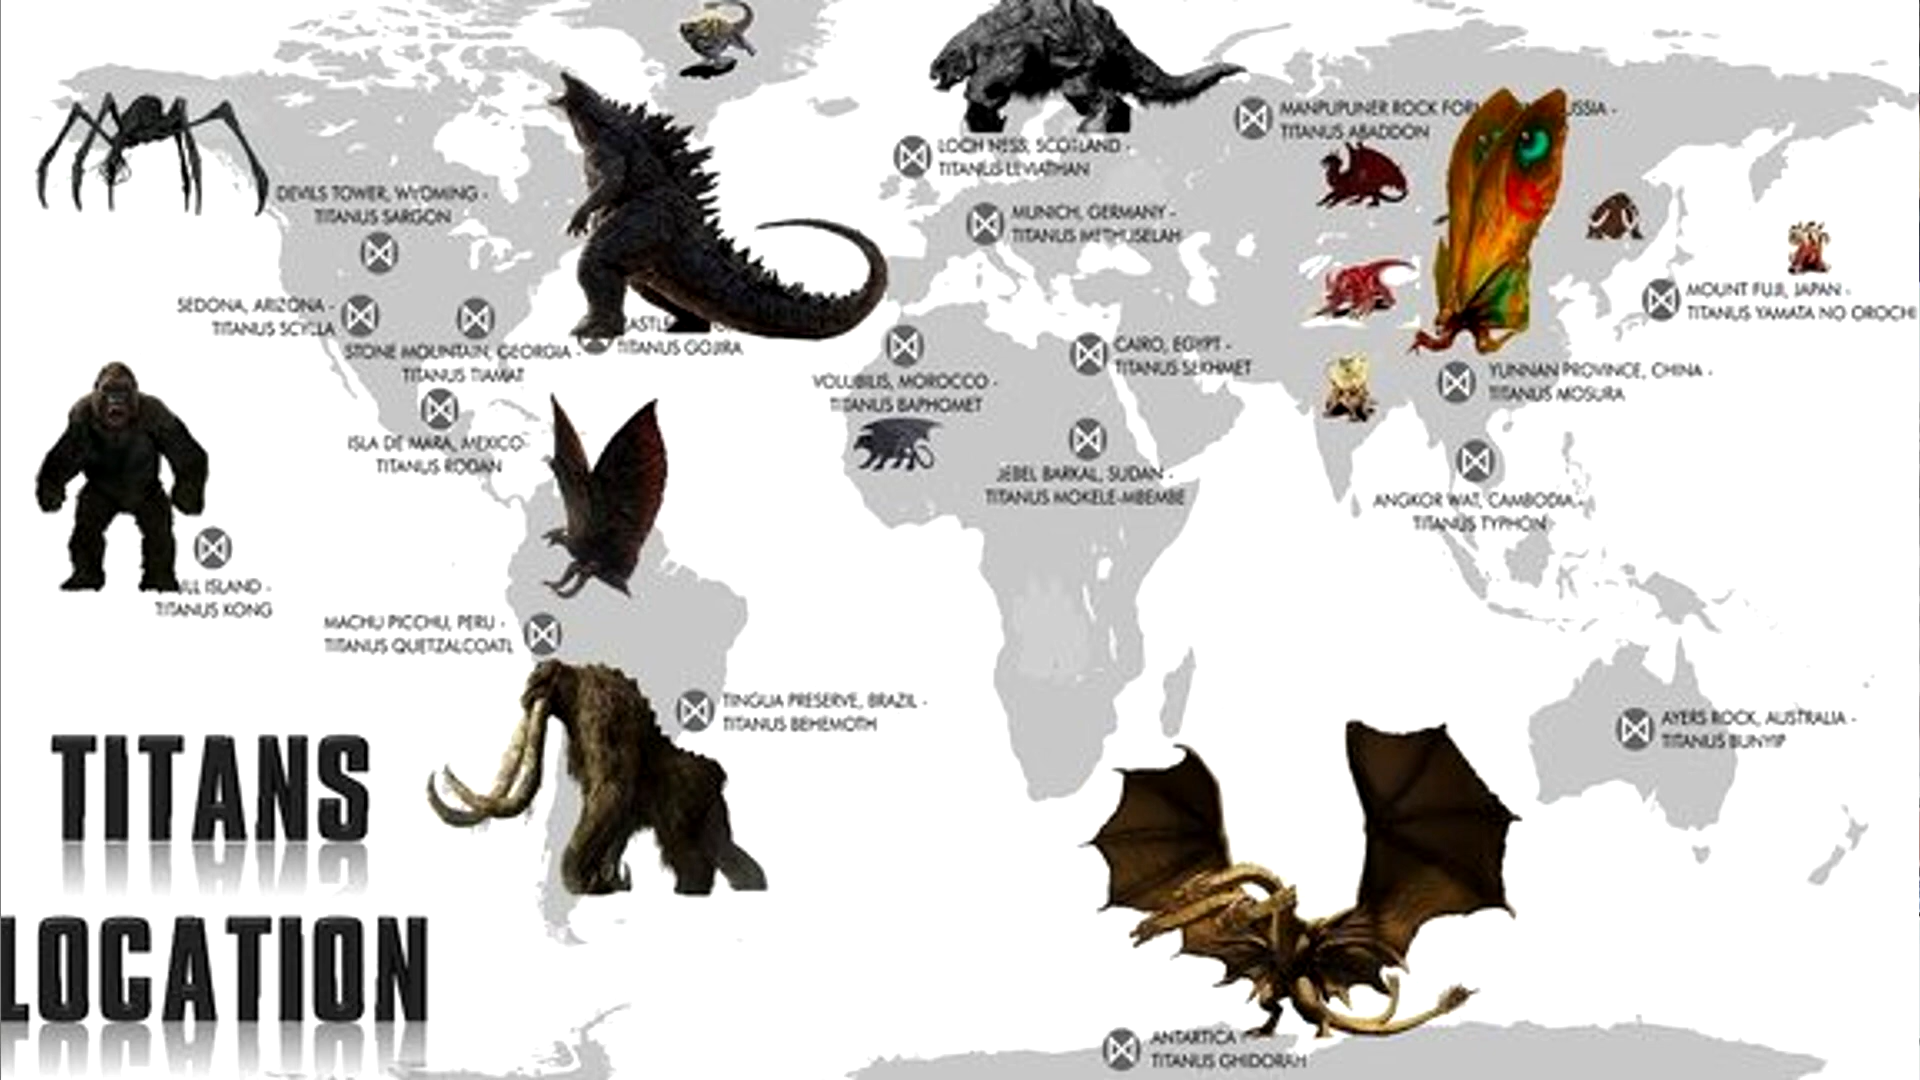 MANPUPUNER ROCK
TITANUS ABADDON
LOCH NESS, SCOTLAND -
TITANUS LEVIATHAN
DEVILS TOWER, WYOMING -
TITANUS SARGON
MUNICH, GERMANY -
TITANUS METHUSELAH
MOUNT FUJI, JAPAN -
TITANUS YAMATA NO OROCHI
SEDONA, ARIZONA -
TITANUS SCYLLA
STONE MOUNTAIN, GEORGIA -
TITANUS TIAMAT
TITANUS GOJIRA
CAIRO, EGYPT -
TITANUS SEKHMET
VOLUBILIS, MOROCCO -
TITANUS BAPHOMET
YUNNAN PROVINCE, CHINA -
TITANUS MOSURA
ISLA DE MARA, MEXICO-
TITANUS RODAN
JEBEL BARKAL, SUDAN -
TITANUS MOKELE-MBEMBE
ANGKOR WAT, CAMBODIA -
TITANUS TYPHON
ISLAND -
TITANUS KONG
MACHU PICCHU, PERU -
TITANUS QUETZALCOATL
TINGUA PRESERVE, BRAZIL -
TITANUS BEHEMOTH
AYERS ROCK, AUSTRALIA -
TITANUS BUNYIP
TITANS
LOCATION
ANTARTICA -
TITANUS GHIDORAH